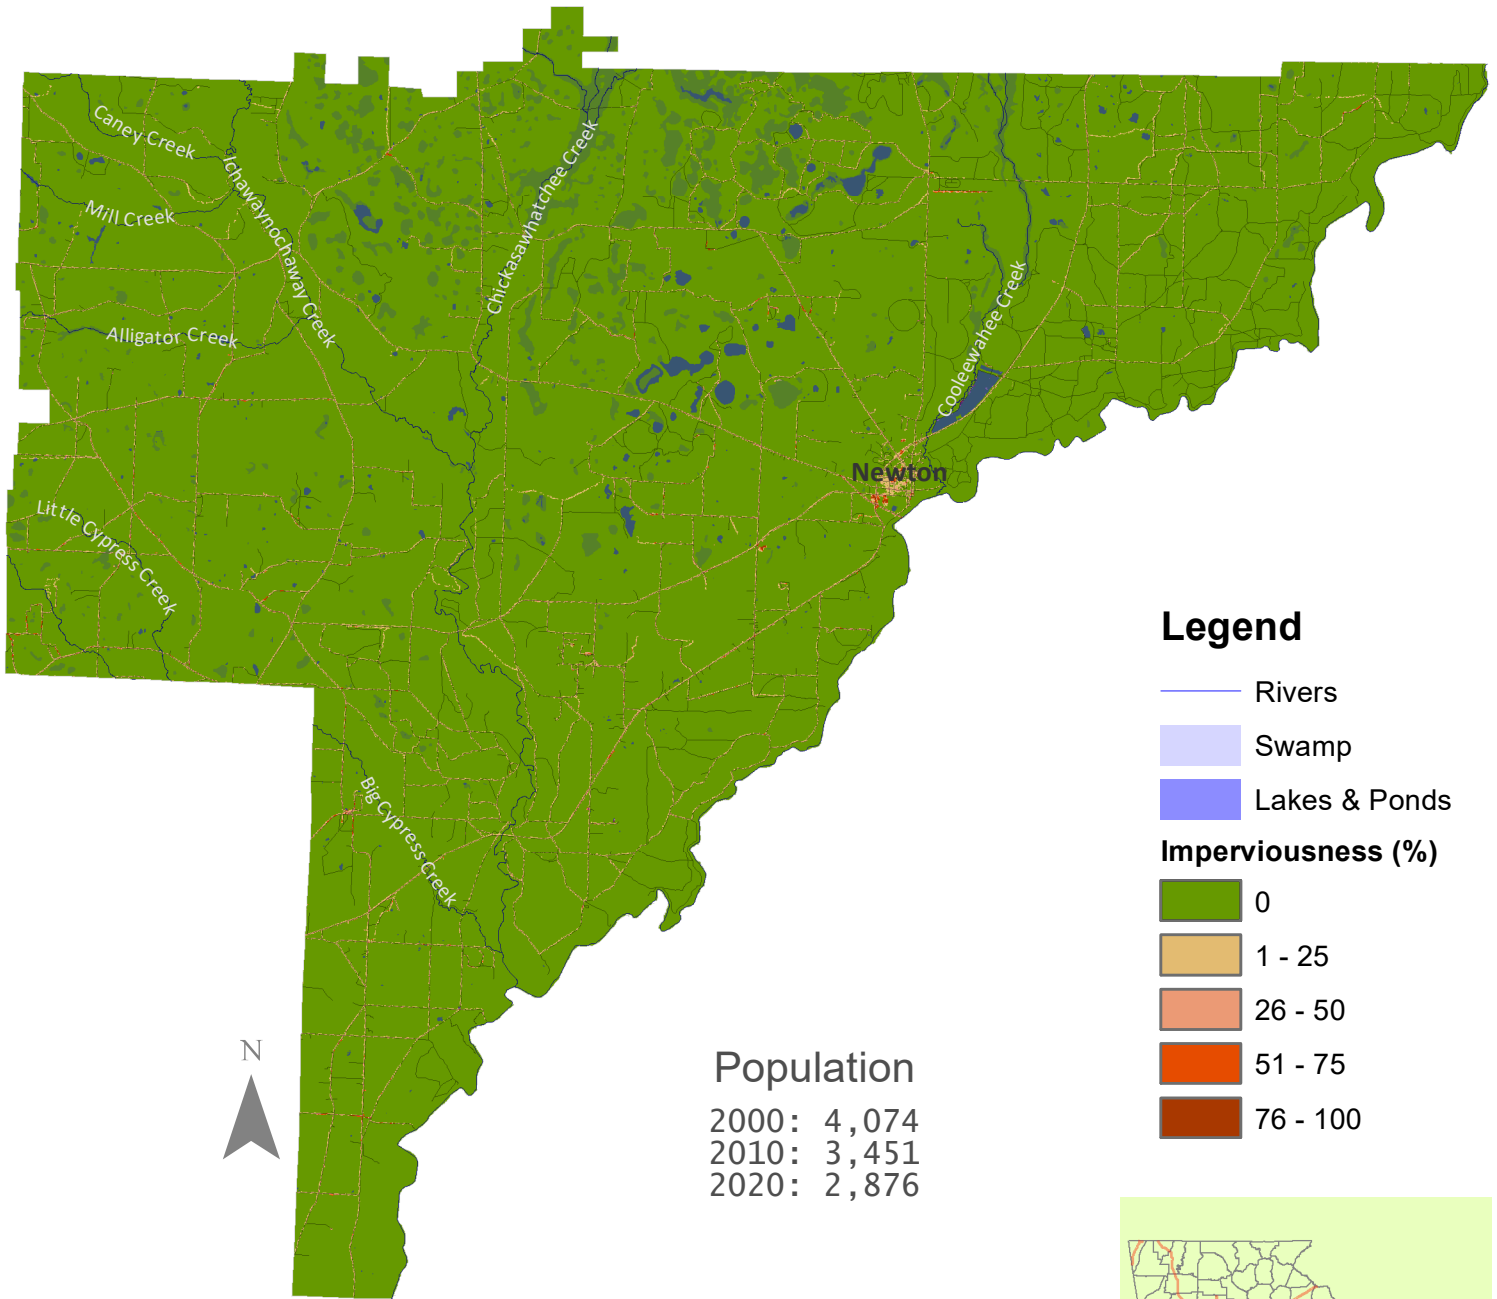 Caney Creek
Mill Creek
Ichawaynochaway Creek
Chickasawhatchee Creek
Alligator Creek
Cooleewahee Creek
Newton
Little Cypress Creek
Big Cypress Creek
Legend
Rivers
Swamp
Lakes & Ponds
Imperviousness (%)
0
1 - 25
26 - 50
51 - 75
76 - 100
N
Population
2000: 4,074
2010: 3,451
2020: 2,876